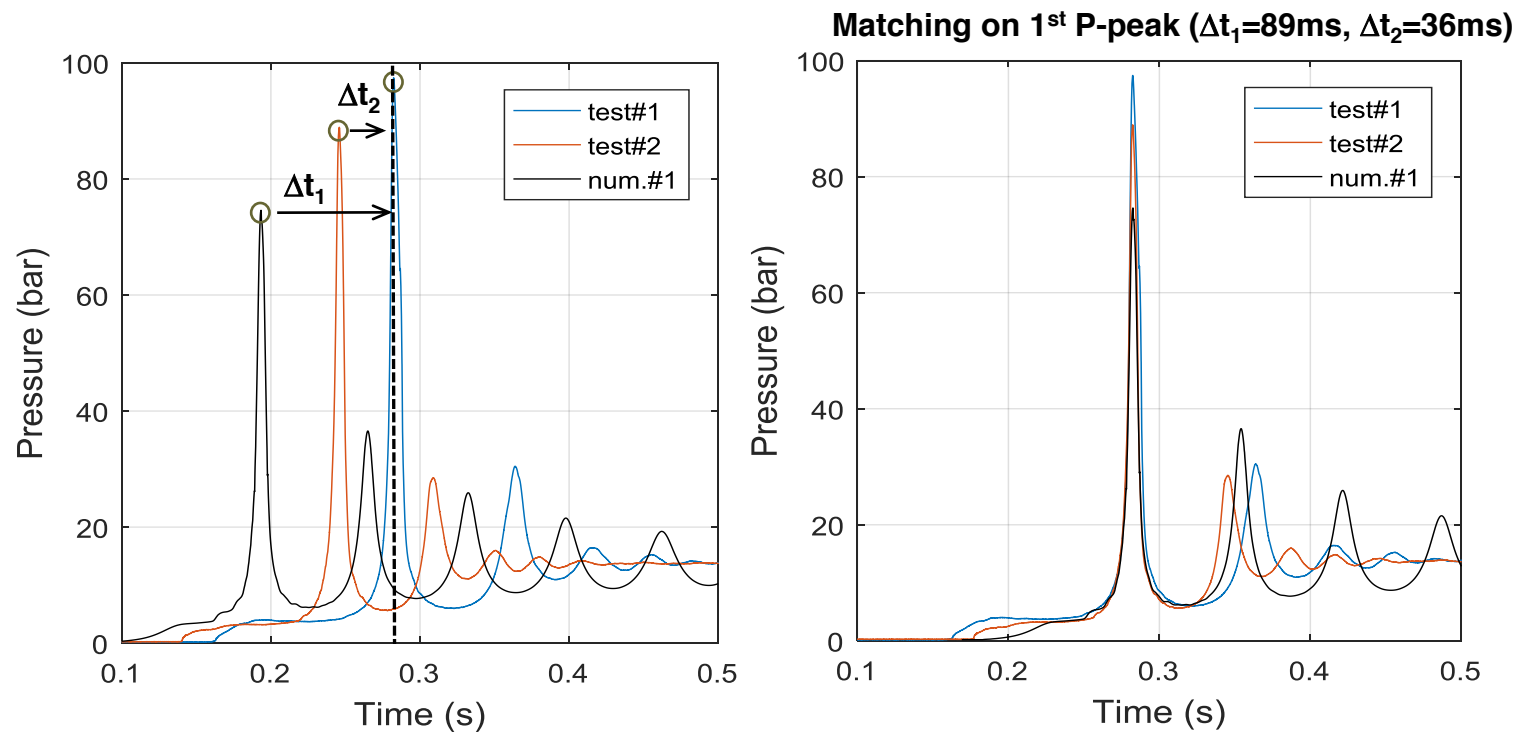 Matching on 1st P-peak (Δt1=89ms, Δt2=36ms)
100
80
60
40
20
0
0.1
0.2
0.3
0.4
0.5
Pressure (bar)
Time (s)
Δt1
Δt2
test#1
test#2
num.#1
100
80
60
40
20
0
0.1
0.2
0.3
0.4
0.5
Pressure (bar)
Time (s)
test#1
test#2
num.#1